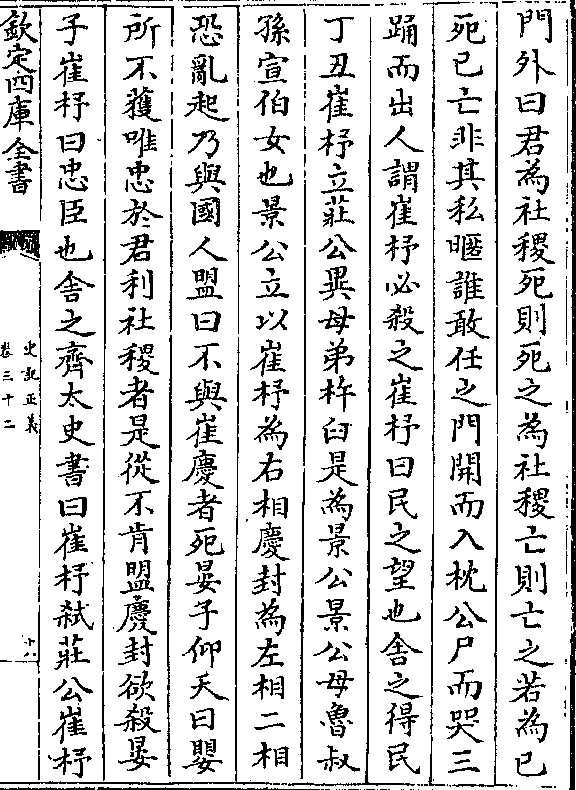 門外曰君為社稷死則死之為社稷亡則亡之若為已
死已亡非其私暱誰敢任之門開而入枕公尸而哭三
踊而出人謂崔杼必殺之崔杼曰民之望也舍之得民
丁丑崔杼立莊公異母弟杵臼是為景公景公母魯叔
孫宣伯女也景公立以崔杼為右相慶封為左相二相
恐亂起乃與國人盟曰不與崔慶者死晏子仰天曰嬰
所不獲唯忠於君利社稷者是從不肯盟慶封欲殺晏
子崔杼曰忠臣也舍之齊太史書曰崔杼弑莊公崔杼
欽定四庫全書
史記正義
卷三十二
十八